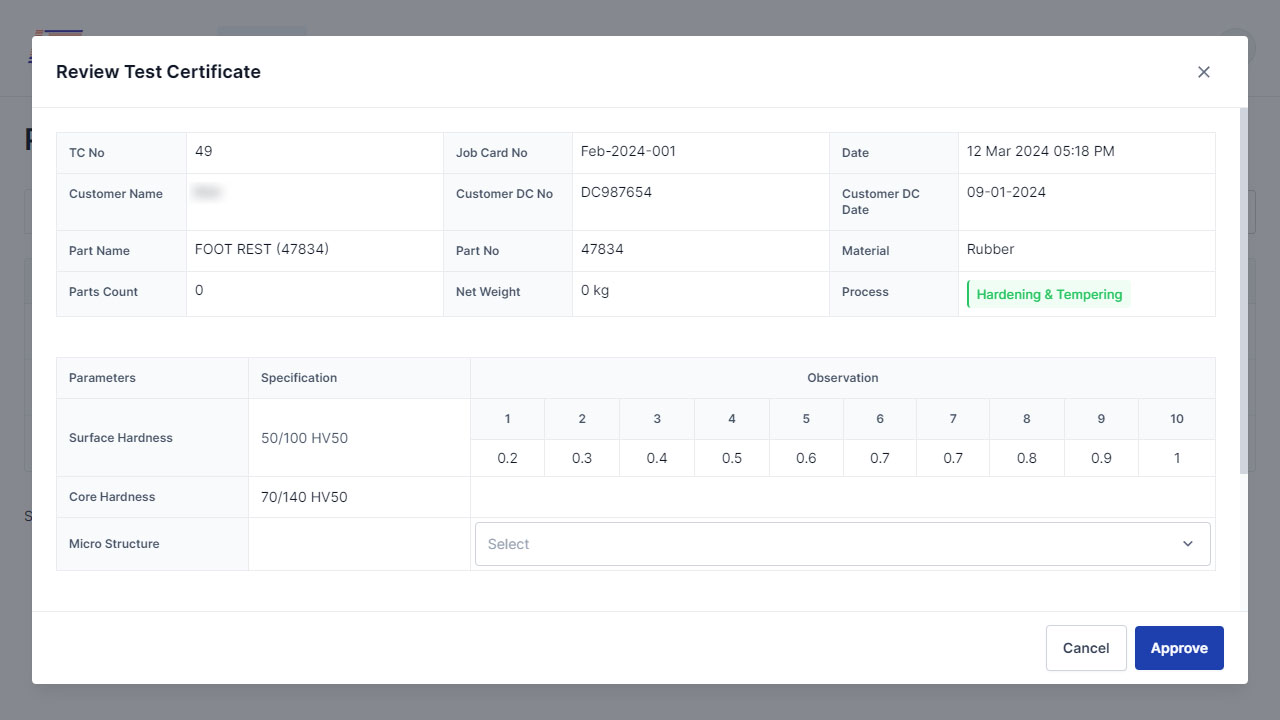 Review Test Certificate
TC No 49 Job Card No Feb-2024-001 Date 12 Mar 2024 05:18 PM
Customer Name Customer DC No DC987654 Customer DC Date 09-01-2024
Part Name FOOT REST (47834) Part No 47834 Material Rubber
Parts Count 0 Net Weight 0 kg Process Hardening & Tempering
Parameters Specification Observation
1 2 3 4 5 6 7 8 9 10
Surface Hardness 50/100 HV50
0.2 0.3 0.4 0.5 0.6 0.7 0.7 0.8 0.9 1
Core Hardness 70/140 HV50
Micro Structure Select
Cancel Approve